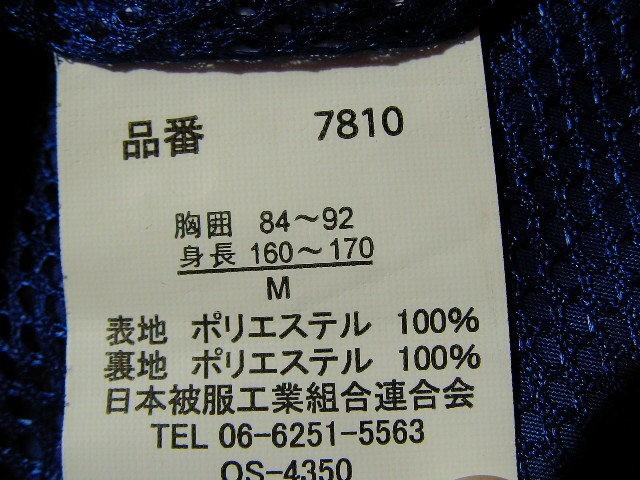 品番 7810
胸囲 84～92
身長 160～170
M
表地 ポリエステル 100%
裏地 ポリエステル 100%
日本被服工業組合連合会
TEL 06-6251-5563
OS-4350